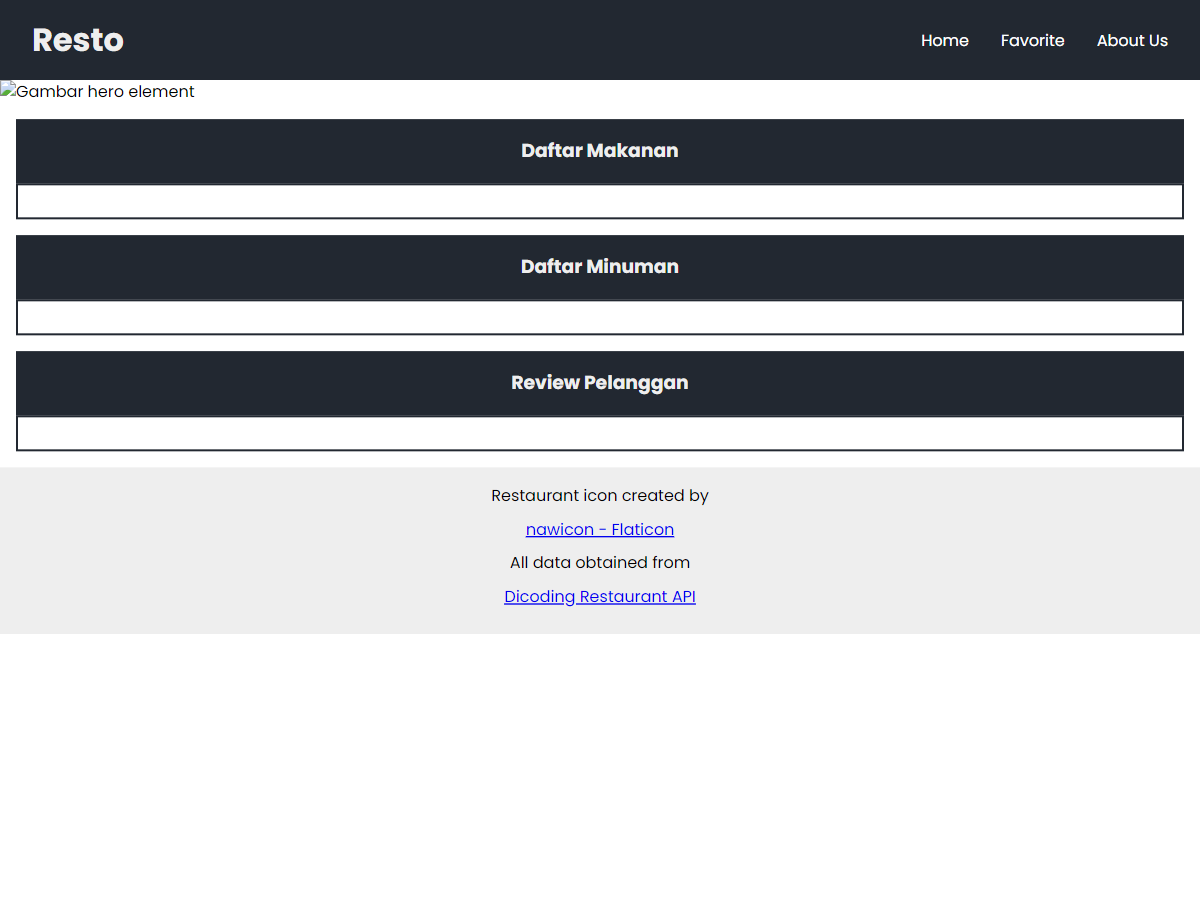 Resto
Home
Favorite
About Us
Gambar hero element
Daftar Makanan
Daftar Minuman
Review Pelanggan
Restaurant icon created by
nawicon - Flaticon
All data obtained from
Dicoding Restaurant API